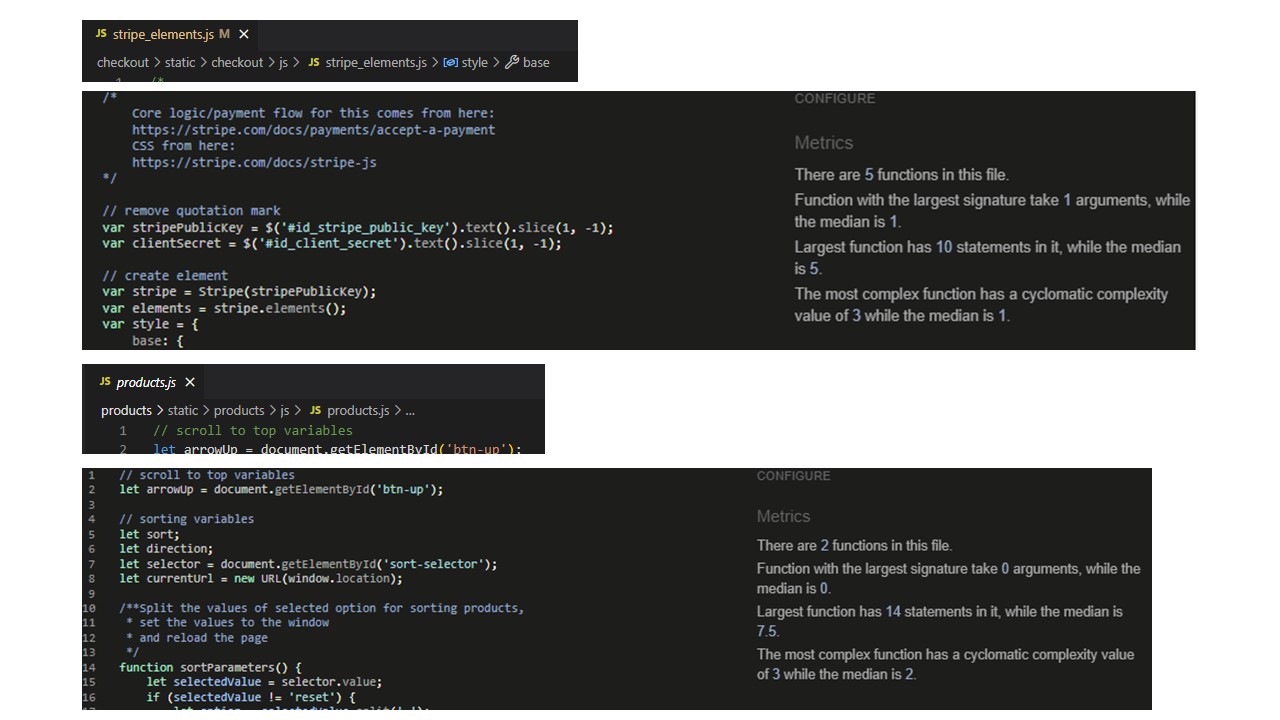 JS stripe_elements.js M ×
checkout > static > checkout > js > JS stripe_elements.js > style > base
1 /*
/*
Core logic/payment flow for this comes from here:
https://stripe.com/docs/payments/accept-a-payment
CSS from here:
https://stripe.com/docs/stripe-js
*/
// remove quotation mark
var stripePublicKey = $('#id_stripe_public_key').text().slice(1, -1);
var clientSecret = $('#id_client_secret').text().slice(1, -1);
// create element
var stripe = Stripe(stripePublicKey);
var elements = stripe.elements();
var style = {
base: {
CONFIGURE
Metrics
There are 5 functions in this file.
Function with the largest signature take 1 arguments, while
the median is 1.
Largest function has 10 statements in it, while the median
is 5.
The most complex function has a cyclomatic complexity
value of 3 while the median is 1.
JS products.js ×
products > static > products > js > JS products.js > ...
1 // scroll to top variables
2 let arrowUp = document.getElementById('btn-up');
1 // scroll to top variables
2 let arrowUp = document.getElementById('btn-up');
3
4 // sorting variables
5 let sort;
6 let direction;
7 let selector = document.getElementById('sort-selector');
8 let currentUrl = new URL(window.location);
9
10 /**Split the values of selected option for sorting products,
11 * set the values to the window
12 * and reload the page
13 */
14 function sortParameters() {
15 let selectedValue = selector.value;
16 if (selectedValue != 'reset') {
CONFIGURE
Metrics
There are 2 functions in this file.
Function with the largest signature take 0 arguments, while the
median is 0.
Largest function has 14 statements in it, while the median is
7.5.
The most complex function has a cyclomatic complexity value
of 3 while the median is 2.